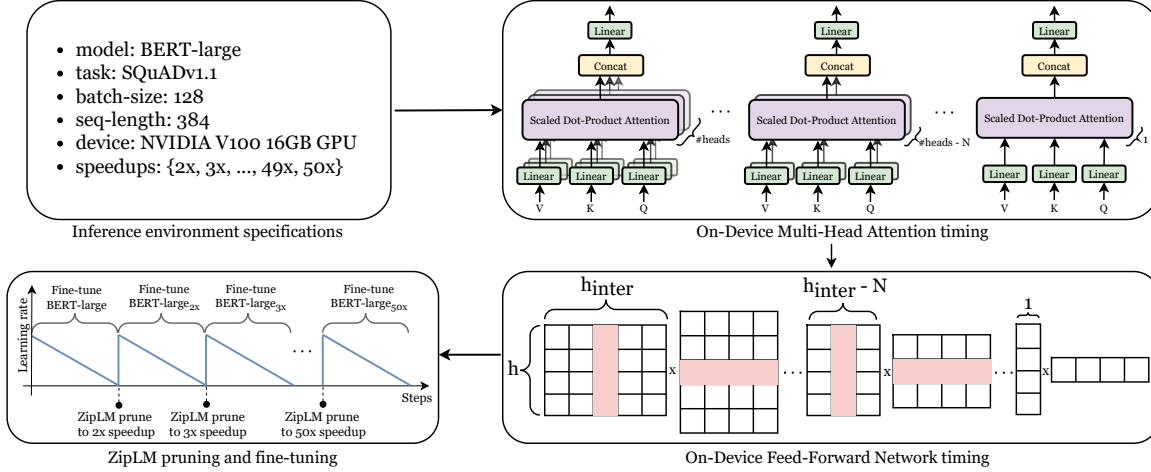 • model: BERT-large
• task: SQuADv1.1
• batch-size: 128
• seq-length: 384
• device: NVIDIA V100 16GB GPU
• speedups: {2x, 3x, ..., 49x, 50x}
Inference environment specifications
Linear
Concat
Scaled Dot-Product Attention
#heads
Linear Linear Linear
V K Q
...
Linear
Concat
Scaled Dot-Product Attention
#heads - N
Linear Linear Linear
V K Q
...
Linear
Concat
Scaled Dot-Product Attention
1
Linear Linear Linear
V K Q
On-Device Multi-Head Attention timing
Learning rate
Fine-tune
BERT-large
Fine-tune
BERT-large2x
Fine-tune
BERT-large3x
...
Fine-tune
BERT-large50x
Steps
ZipLM prune
to 2x speedup
ZipLM prune
to 3x speedup
ZipLM prune
to 50x speedup
ZipLM pruning and fine-tuning
hinter
h
x
...
hinter - N
x
...
1
x
On-Device Feed-Forward Network timing